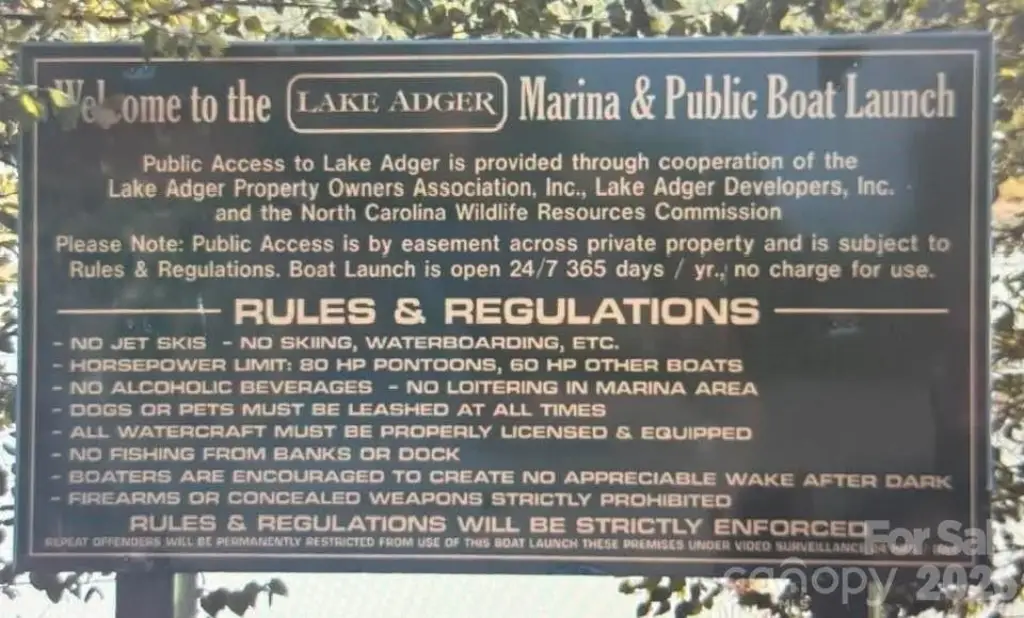 Welcome to the LAKE ADGER Marina & Public Boat Launch
Public Access to Lake Adger is provided through cooperation of the
Lake Adger Property Owners Association, Inc., Lake Adger Developers, Inc.
and the North Carolina Wildlife Resources Commission
Please Note: Public Access is by easement across private property and is subject to
Rules & Regulations. Boat Launch is open 24/7 365 days / yr., no charge for use.
RULES & REGULATIONS
- NO JET SKIS - NO SKIING, WATERBOARDING, ETC.
- HORSEPOWER LIMIT: 80 HP PONTOONS, 60 HP OTHER BOATS
- NO ALCOHOLIC BEVERAGES - NO LOITERING IN MARINA AREA
- DOGS OR PETS MUST BE LEASHED AT ALL TIMES
- ALL WATERCRAFT MUST BE PROPERLY LICENSED & EQUIPPED
- NO FISHING FROM BANKS OR DOCK
- BOATERS ARE ENCOURAGED TO CREATE NO APPRECIABLE WAKE AFTER DARK
- FIREARMS OR CONCEALED WEAPONS STRICTLY PROHIBITED
RULES & REGULATIONS WILL BE STRICTLY ENFORCED
REPEAT OFFENDERS WILL BE PERMANENTLY RESTRICTED FROM USE OF THIS BOAT LAUNCH THESE PREMISES UNDER VIDEO SURVEILLANCE
For Sal
canopy